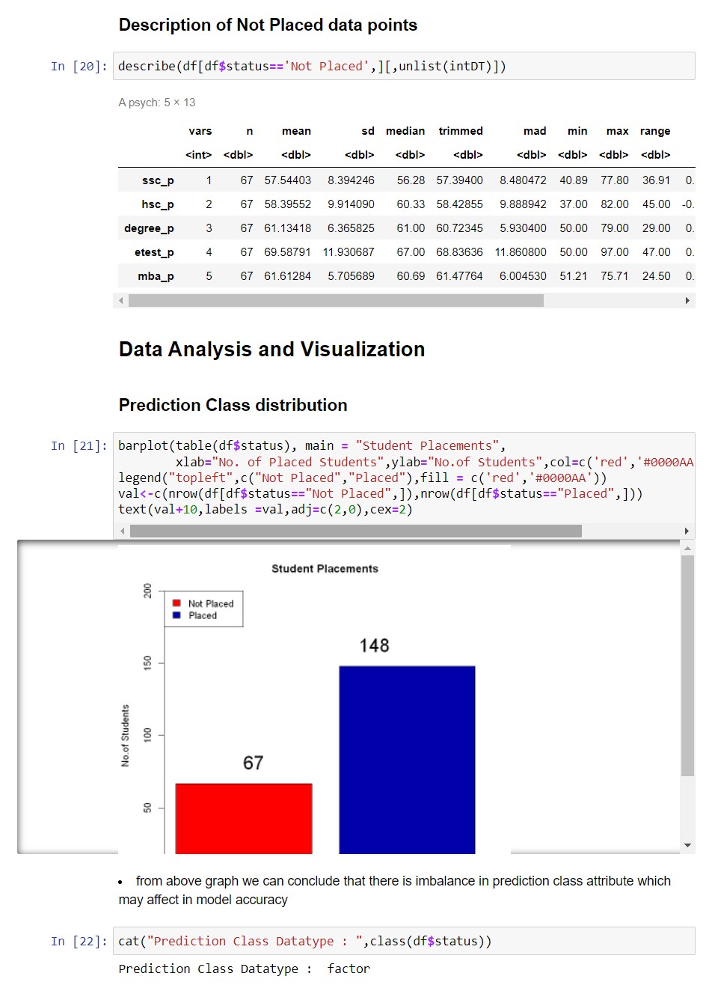 Description of Not Placed data points
In [20]: describe(df[df$status=='Not Placed',][,unlist(intDT)])
A psych: 5 × 13
vars n mean sd median trimmed mad min max range
<int> <dbl> <dbl> <dbl> <dbl> <dbl> <dbl> <dbl> <dbl> <dbl>
ssc_p 1 67 57.54403 8.394246 56.28 57.39400 8.480472 40.89 77.80 36.91 0.
hsc_p 2 67 58.39552 9.914090 60.33 58.42855 9.888942 37.00 82.00 45.00 -0.
degree_p 3 67 61.13418 6.365825 61.00 60.72345 5.930400 50.00 79.00 29.00 0.
etest_p 4 67 69.58791 11.930687 67.00 68.83636 11.860800 50.00 97.00 47.00 0.
mba_p 5 67 61.61284 5.705689 60.69 61.47764 6.004530 51.21 75.71 24.50 0.
Data Analysis and Visualization
Prediction Class distribution
In [21]: barplot(table(df$status), main = "Student Placements",
xlab="No. of Placed Students",ylab="No.of Students",col=c('red','#0000AA
legend("topleft",c("Not Placed","Placed"),fill = c('red','#0000AA'))
val<-c(nrow(df[df$status=="Not Placed",]),nrow(df[df$status=="Placed",]))
text(val+10,labels =val,adj=c(2,0),cex=2)
Student Placements
200
Not Placed
Placed
148
150
No.of Students
100
67
50
• from above graph we can conclude that there is imbalance in prediction class attribute which
may affect in model accuracy
In [22]: cat("Prediction Class Datatype : ",class(df$status))
Prediction Class Datatype :  factor